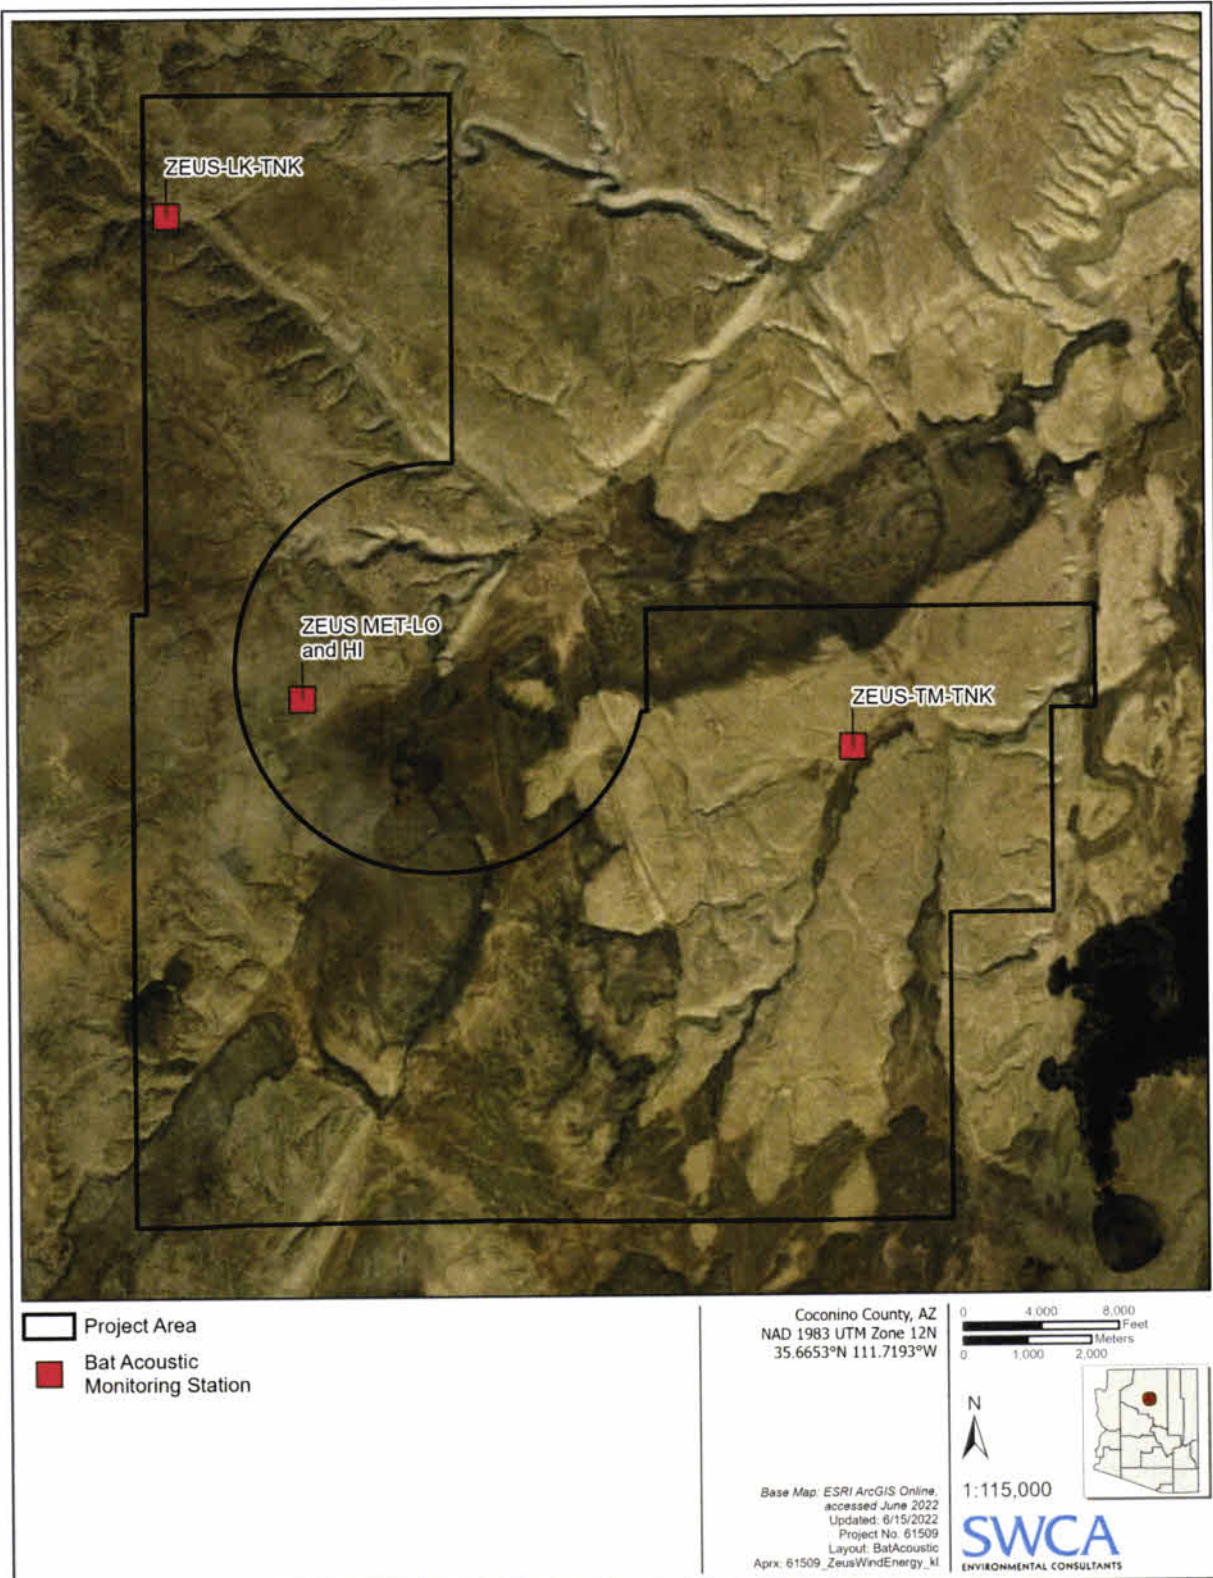 ZEUS-LK-TNK
ZEUS MET-LO
and HI
ZEUS-TM-TNK
Project Area
Bat Acoustic
Monitoring Station
Coconino County, AZ
NAD 1983 UTM Zone 12N
35.6653°N 111.7193°W
0 4,000 8,000
Feet
Meters
0 1,000 2,000
N
1:115,000
Base Map: ESRI ArcGIS Online,
accessed June 2022
Updated: 6/15/2022
Project No. 61509
Layout: BatAcoustic
Aprx: 61509_ZeusWindEnergy_kl
SWCA
ENVIRONMENTAL CONSULTANTS